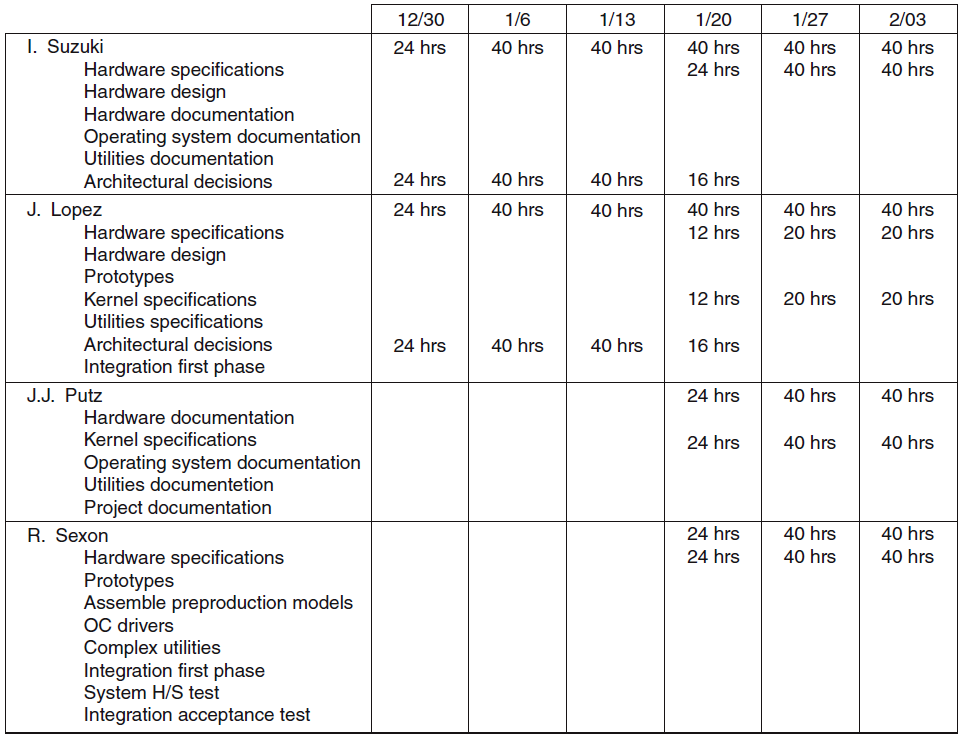 12/30 1/6 1/13 1/20 1/27 2/03
I. Suzuki 24 hrs 40 hrs 40 hrs 40 hrs 40 hrs 40 hrs
Hardware specifications 24 hrs 40 hrs 40 hrs
Hardware design
Hardware documentation
Operating system documentation
Utilities documentation
Architectural decisions 24 hrs 40 hrs 40 hrs 16 hrs
J. Lopez 24 hrs 40 hrs 40 hrs 40 hrs 40 hrs 40 hrs
Hardware specifications 12 hrs 20 hrs 20 hrs
Hardware design
Prototypes
Kernel specifications 12 hrs 20 hrs 20 hrs
Utilities specifications
Architectural decisions 24 hrs 40 hrs 40 hrs 16 hrs
Integration first phase
J.J. Putz 24 hrs 40 hrs 40 hrs
Hardware documentation
Kernel specifications 24 hrs 40 hrs 40 hrs
Operating system documentation
Utilities documentetion
Project documentation
R. Sexon 24 hrs 40 hrs 40 hrs
Hardware specifications 24 hrs 40 hrs 40 hrs
Prototypes
Assemble preproduction models
OC drivers
Complex utilities
Integration first phase
System H/S test
Integration acceptance test